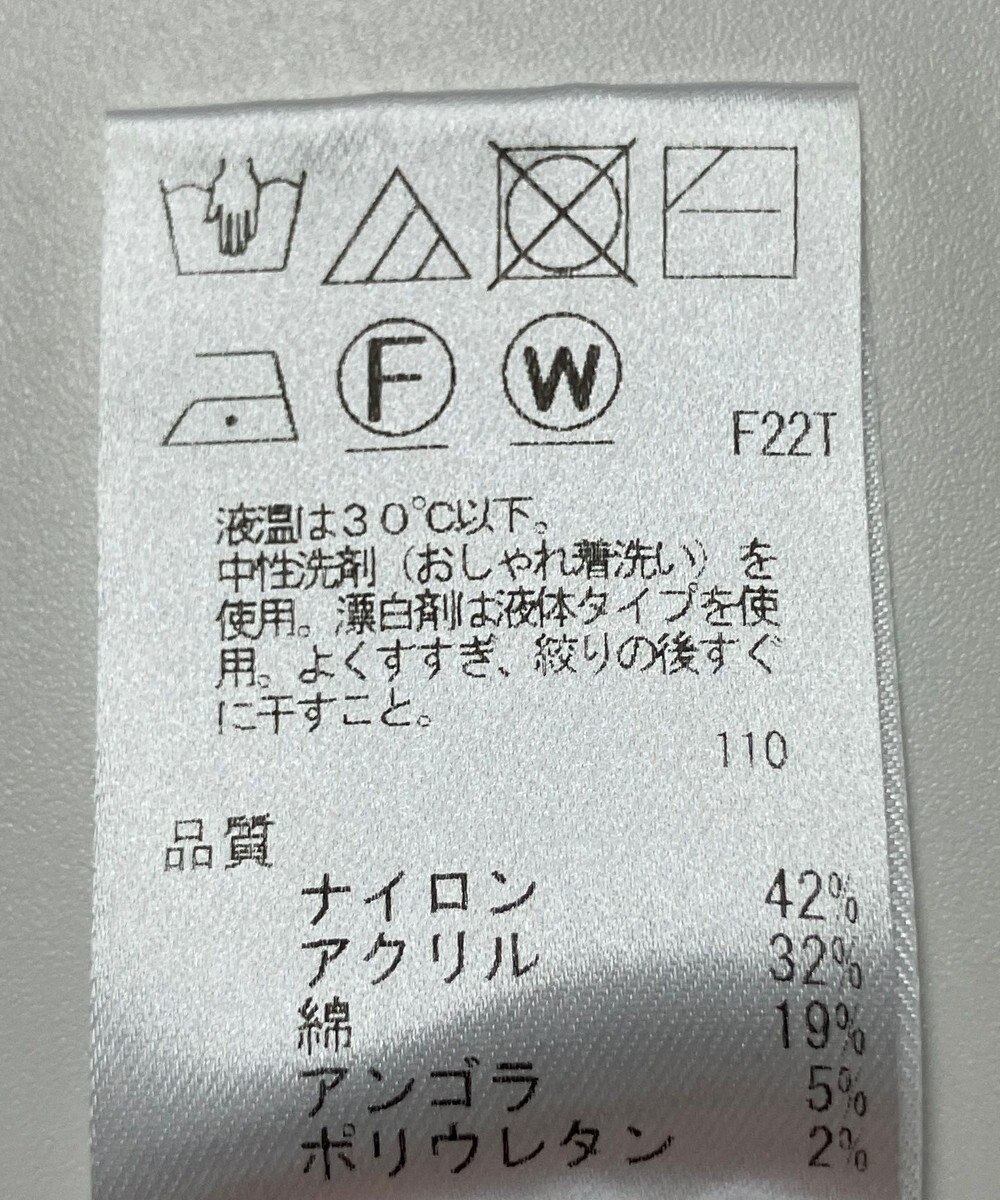 F
W
F22T
液温は３０℃以下。
中性洗剤（おしゃれ着洗い）を
使用。漂白剤は液体タイプを使
用。よくすすぎ、絞りの後すぐ
に干すこと。
110
品質
ナイロン 42%
アクリル 32%
綿 19%
アンゴラ 5%
ポリウレタン 2%